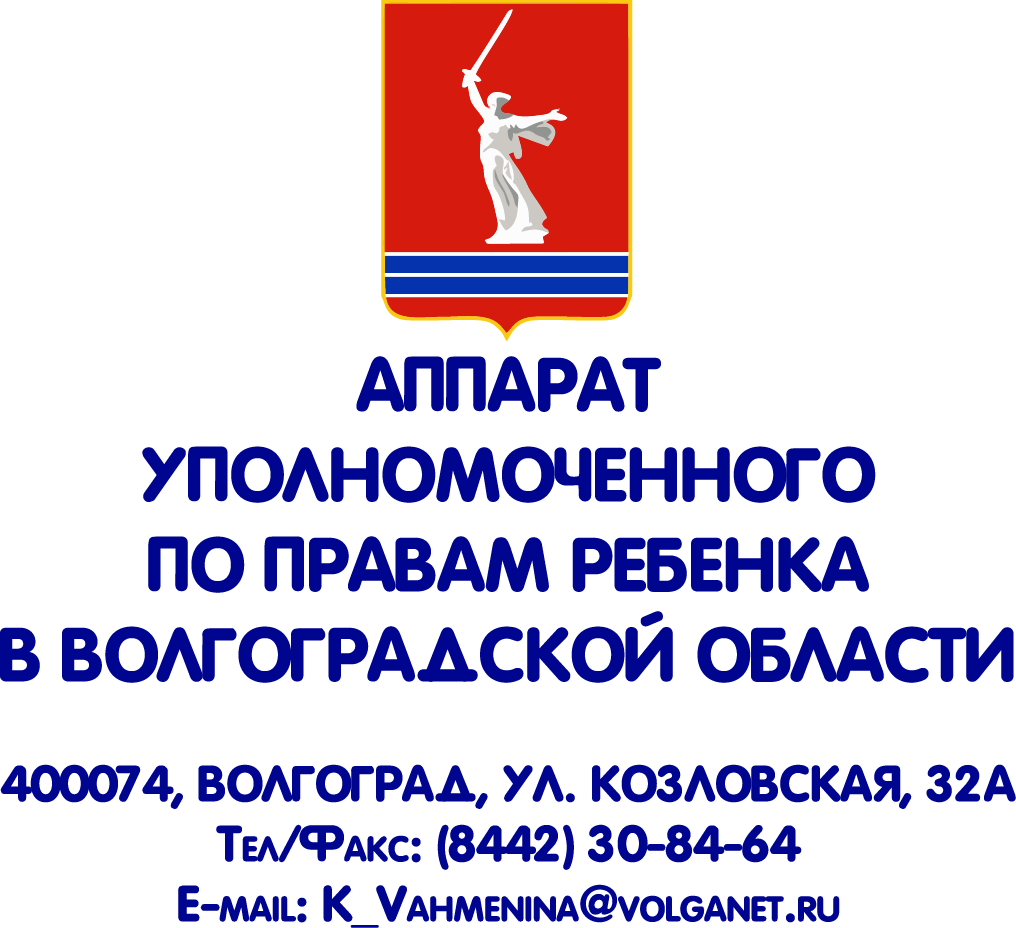 АППАРАТ
УПОЛНОМОЧЕННОГО
ПО ПРАВАМ РЕБЕНКА
В ВОЛГОГРАДСКОЙ ОБЛАСТИ
400074, ВОЛГОГРАД, УЛ. КОЗЛОВСКАЯ, 32А
Тел/Факс: (8442) 30-84-64
E-mail: K_Vahmenina@volganet.ru